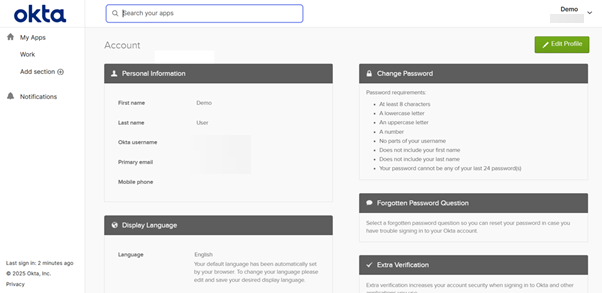 okta
Search your apps
Demo
My Apps
Work
Add section
Notifications
Account
Edit Profile
Personal Information
First name Demo
Last name User
Okta username
Primary email
Mobile phone
Display Language
Language English
Your default language has been automatically set
by your browser. To change your language please
edit and save your desired display language.
Change Password
Password requirements:
• At least 8 characters
• A lowercase letter
• An uppercase letter
• A number
• No parts of your username
• Does not include your first name
• Does not include your last name
• Your password cannot be any of your last 24 password(s)
Forgotten Password Question
Select a forgotten password question so you can reset your password in case you
have trouble signing in to your Okta account.
Extra Verification
Extra verification increases your account security when signing in to Okta and other
Last sign in: 2 minutes ago
© 2025 Okta, Inc.
Privacy